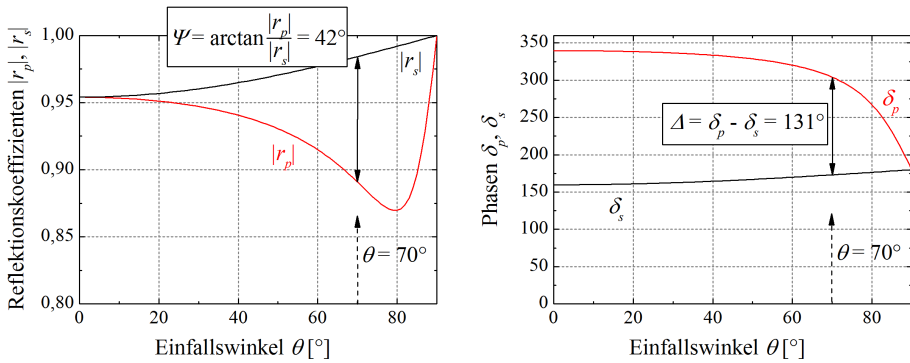 Reflektionskoeffizienten |r_p|, |r_s|
1,00
0,95
0,90
0,85
0,80
Ψ = arctan |r_p| / |r_s| = 42°
|r_s|
|r_p|
θ = 70°
0 20 40 60 80
Einfallswinkel θ [°]
Phasen δ_p, δ_s
350
300
250
200
150
100
50
0
δ_p
Δ = δ_p - δ_s = 131°
δ_s
θ = 70°
0 20 40 60 80
Einfallswinkel θ [°]